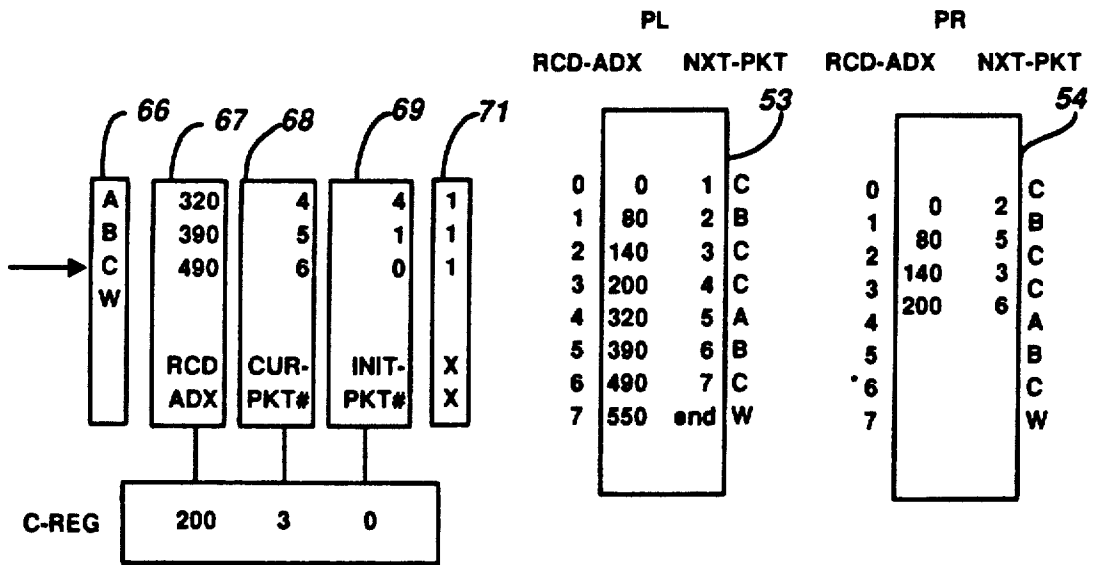 PL PR
RCD-ADX NXT-PKT RCD-ADX NXT-PKT
66 67 68 69 71 53 54
A 320 4 4 1
B 390 5 1 1
C 490 6 0 1
W
RCD ADX
CUR- PKT#
INIT- PKT#
X X
C-REG 200 3 0
0 0 1 C
1 80 2 B
2 140 3 C
3 200 4 C
4 320 5 A
5 390 6 B
6 490 7 C
7 550 end W
0 C
0 2
1 B
80 5
2 C
140 3
3 C
200 6
4 A
5 B
6 C
7 W